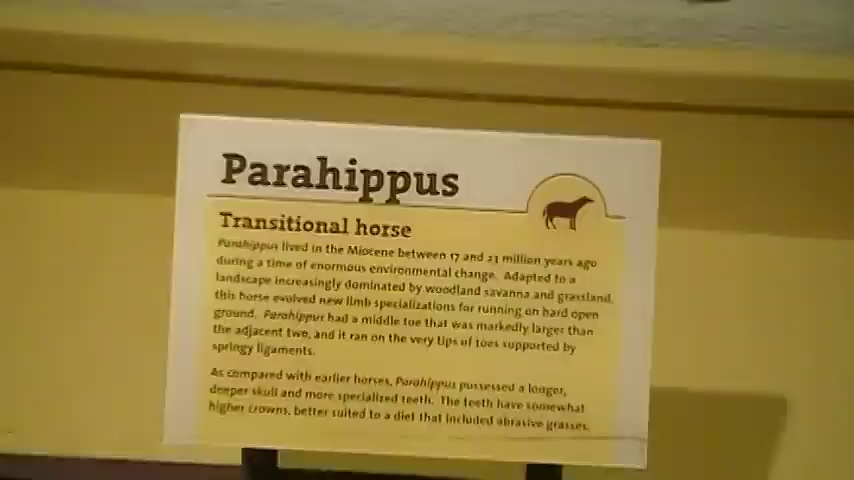 Parahippus
Transitional horse
Parahippus lived in the Miocene between 17 and 23 million years ago
during a time of enormous environmental change. Adapted to a
landscape increasingly dominated by woodland savanna and grassland,
this horse evolved new limb specializations for running on hard open
ground. Parahippus had a middle toe that was markedly larger than
the adjacent two, and it ran on the very tips of toes supported by
springy ligaments.
As compared with earlier horses, Parahippus possessed a longer,
deeper skull and more specialized teeth. The teeth have somewhat
higher crowns, better suited to a diet that included abrasive grasses.